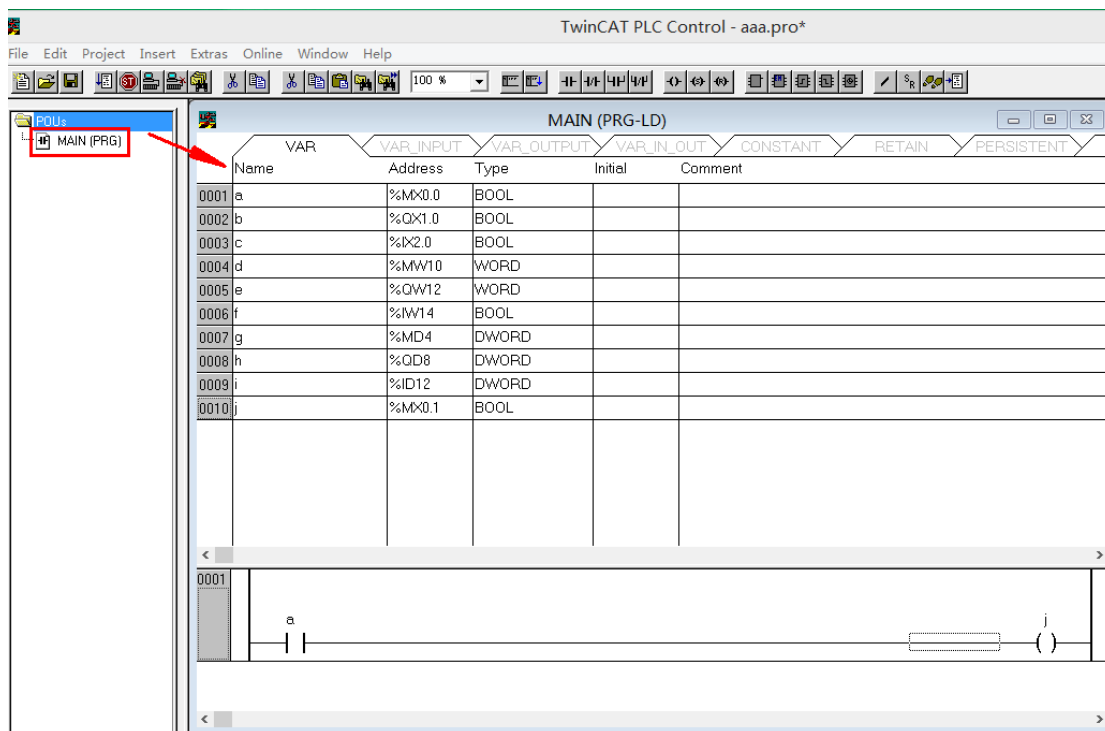 TwinCAT PLC Control - aaa.pro*
File Edit Project Insert Extras Online Window Help
100 %
POUs
MAIN (PRG)
MAIN (PRG-LD)
VAR VAR_INPUT VAR_OUTPUT VAR_IN_OUT CONSTANT RETAIN PERSISTENT
Name Address Type Initial Comment
0001 a %MX0.0 BOOL
0002 b %QX1.0 BOOL
0003 c %IX2.0 BOOL
0004 d %MW10 WORD
0005 e %QW12 WORD
0006 f %IW14 BOOL
0007 g %MD4 DWORD
0008 h %QD8 DWORD
0009 i %ID12 DWORD
0010 j %MX0.1 BOOL
0001
a j